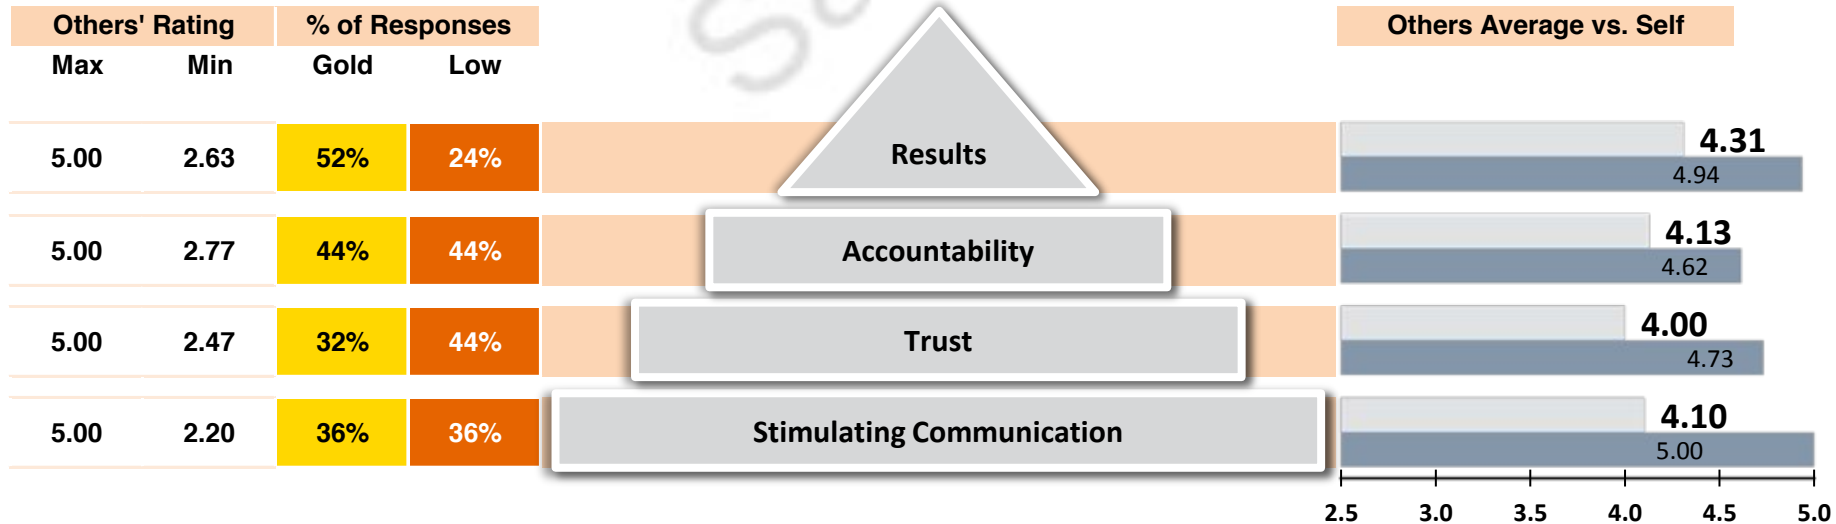 Others' Rating % of Responses Others Average vs. Self
Max Min Gold Low
5.00 2.63 52% 24% Results 4.31
4.94
5.00 2.77 44% 44% Accountability 4.13
4.62
5.00 2.47 32% 44% Trust 4.00
4.73
5.00 2.20 36% 36% Stimulating Communication 4.10
5.00
2.5 3.0 3.5 4.0 4.5 5.0